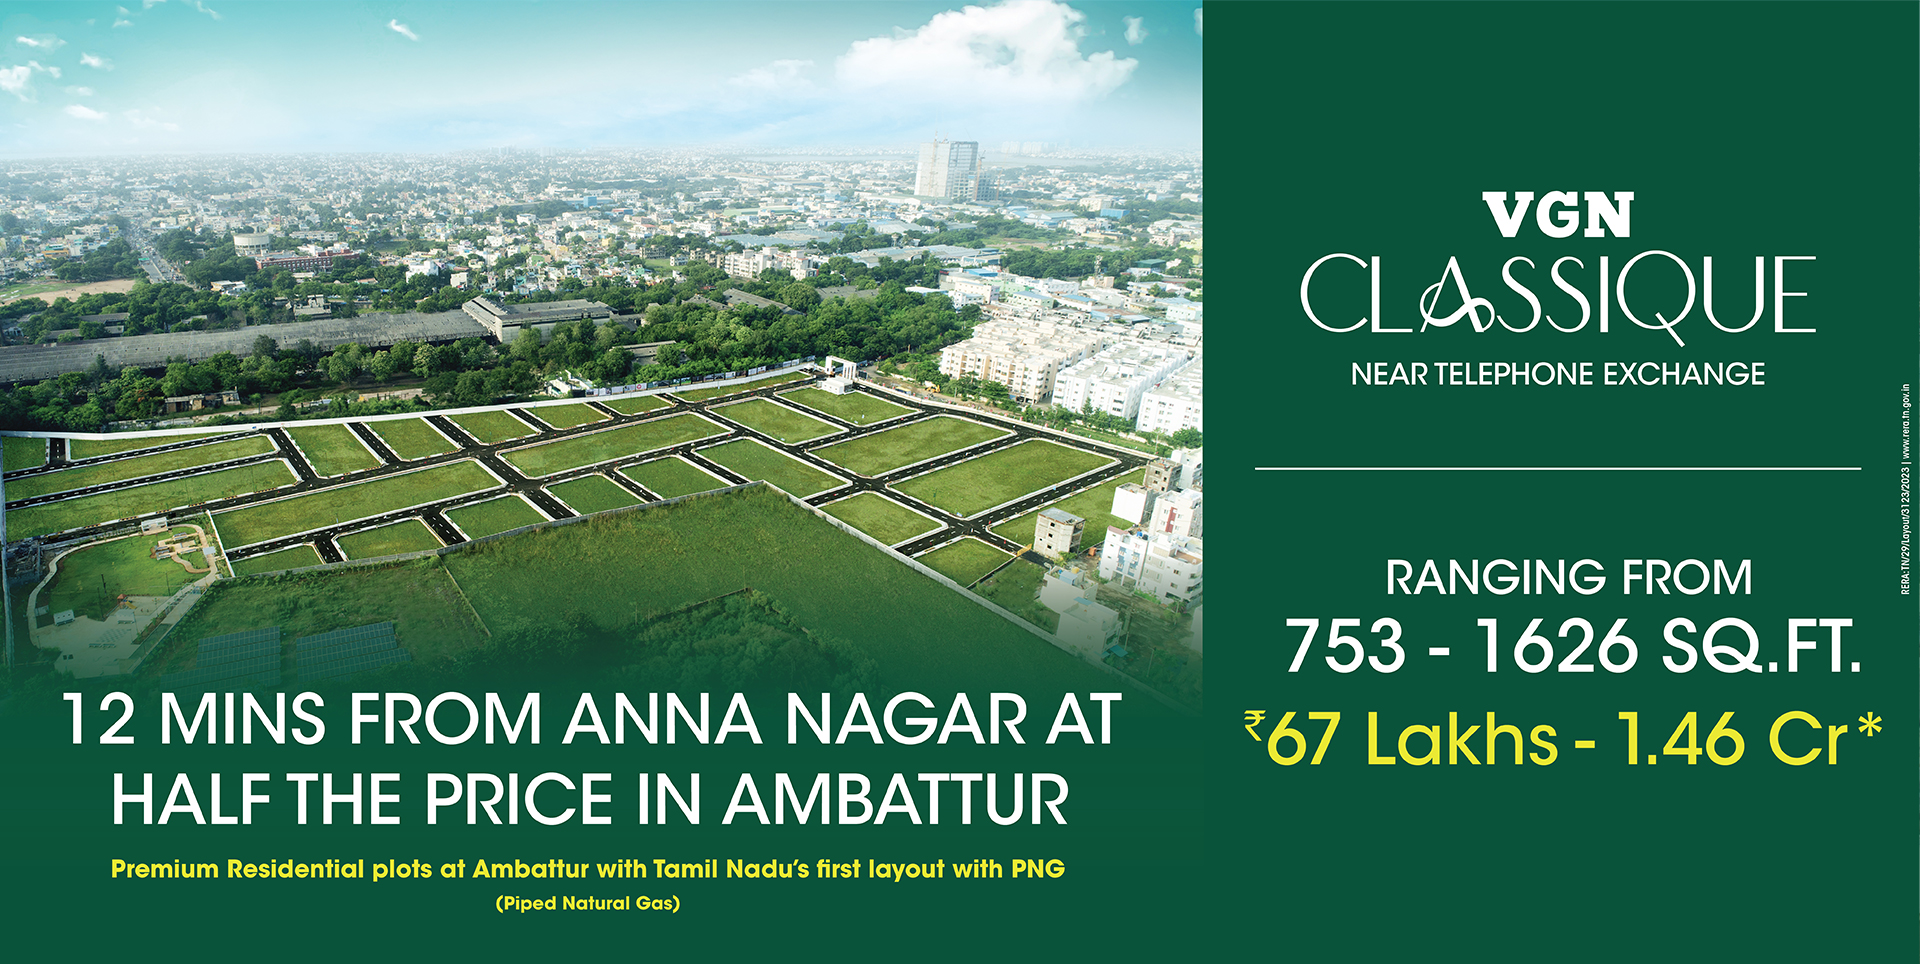 12 MINS FROM ANNA NAGAR AT
HALF THE PRICE IN AMBATTUR
Premium Residential plots at Ambattur with Tamil Nadu's first layout with PNG
(Piped Natural Gas)
VGN
CLASSIQUE
NEAR TELEPHONE EXCHANGE
RANGING FROM
753 - 1626 SQ.FT.
₹67 Lakhs - 1.46 Cr*
RERA:TN/29/Layout/3123/2023 | www.rera.tn.gov.in